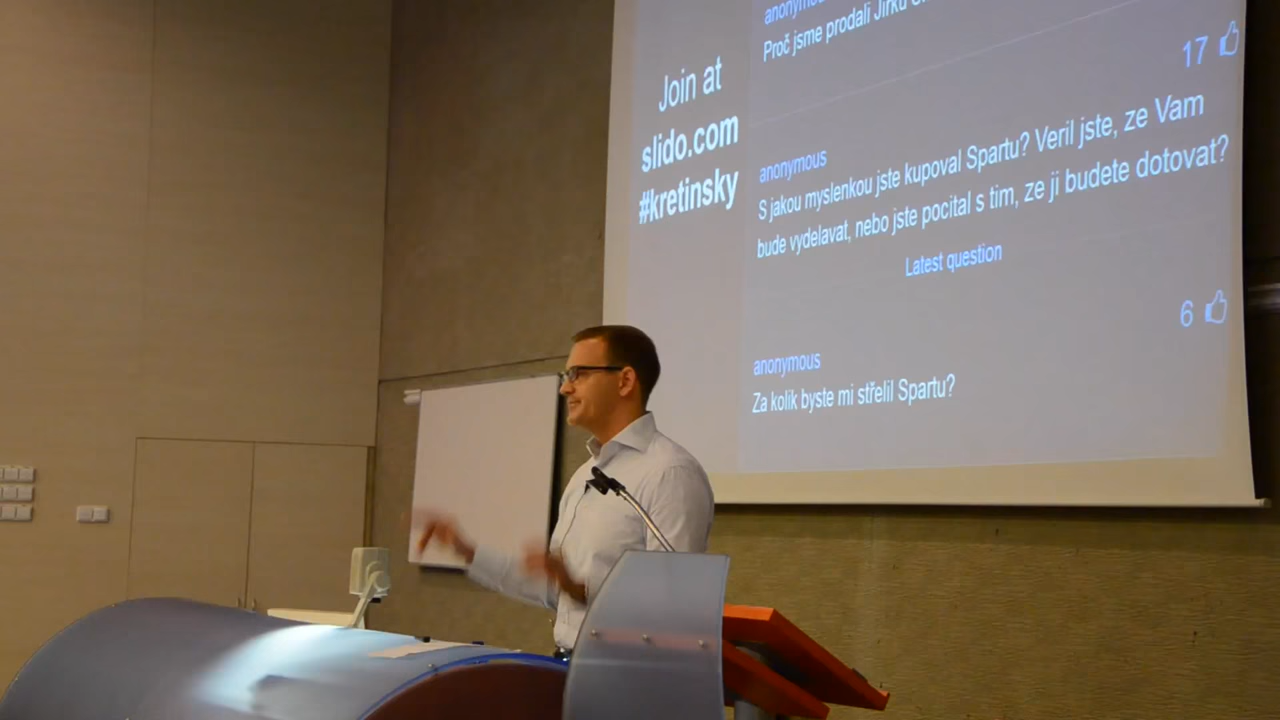 Join at
slido.com
#kretinsky
Proč jsme prodali Jirku
17
anonymous
S jakou myslenkou jste kupoval Spartu? Veril jste, ze Vam
bude vydelavat, nebo jste pocital s tim, ze ji budete dotovat?
Latest question
6
anonymous
Za kolik byste mi střelil Spartu?